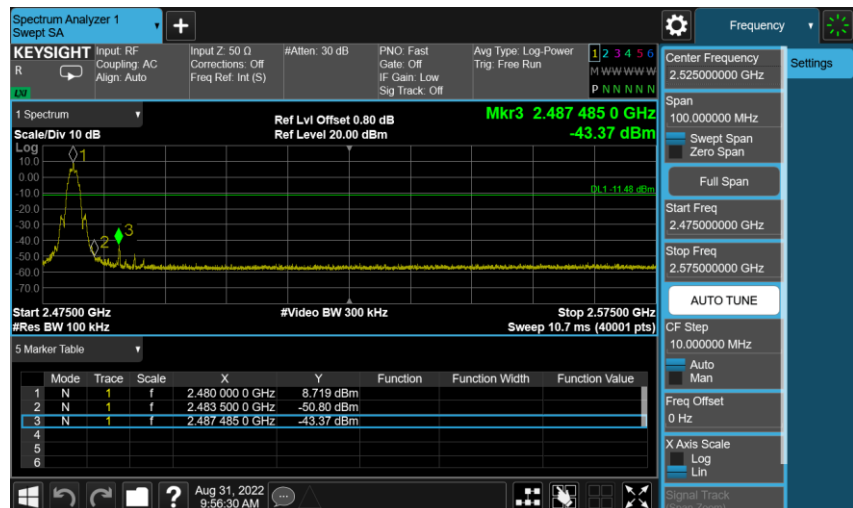 Spectrum Analyzer 1
Swept SA
+
Frequency
KEYSIGHT
R
LXI
Input: RF
Coupling: AC
Align: Auto
Input Z: 50 Ω
Corrections: Off
Freq Ref: Int (S)
#Atten: 30 dB
PNO: Fast
Gate: Off
IF Gain: Low
Sig Track: Off
Avg Type: Log-Power
Trig: Free Run
1 2 3 4 5 6
M W W W W W
P N N N N N
1 Spectrum
Scale/Div 10 dB
Ref Lvl Offset 0.80 dB
Ref Level 20.00 dBm
Mkr3 2.487 485 0 GHz
-43.37 dBm
Log
10.0
0.00
-10.0
-20.0
-30.0
-40.0
-50.0
-60.0
-70.0
1
2
3
DL1 -11.48 dBm
Start 2.47500 GHz
#Res BW 100 kHz
#Video BW 300 kHz
Stop 2.57500 GHz
Sweep 10.7 ms (40001 pts)
5 Marker Table
Mode Trace Scale X Y Function Function Width Function Value
1 N 1 f 2.480 000 0 GHz 8.719 dBm
2 N 1 f 2.483 500 0 GHz -50.80 dBm
3 N 1 f 2.487 485 0 GHz -43.37 dBm
4
5
6
?
Aug 31, 2022
9:56:30 AM
Center Frequency
2.525000000 GHz
Settings
Span
100.000000 MHz
Swept Span
Zero Span
Full Span
Start Freq
2.475000000 GHz
Stop Freq
2.575000000 GHz
AUTO TUNE
CF Step
10.000000 MHz
Auto
Man
Freq Offset
0 Hz
X Axis Scale
Log
Lin
Signal Track
(Span Zoom)